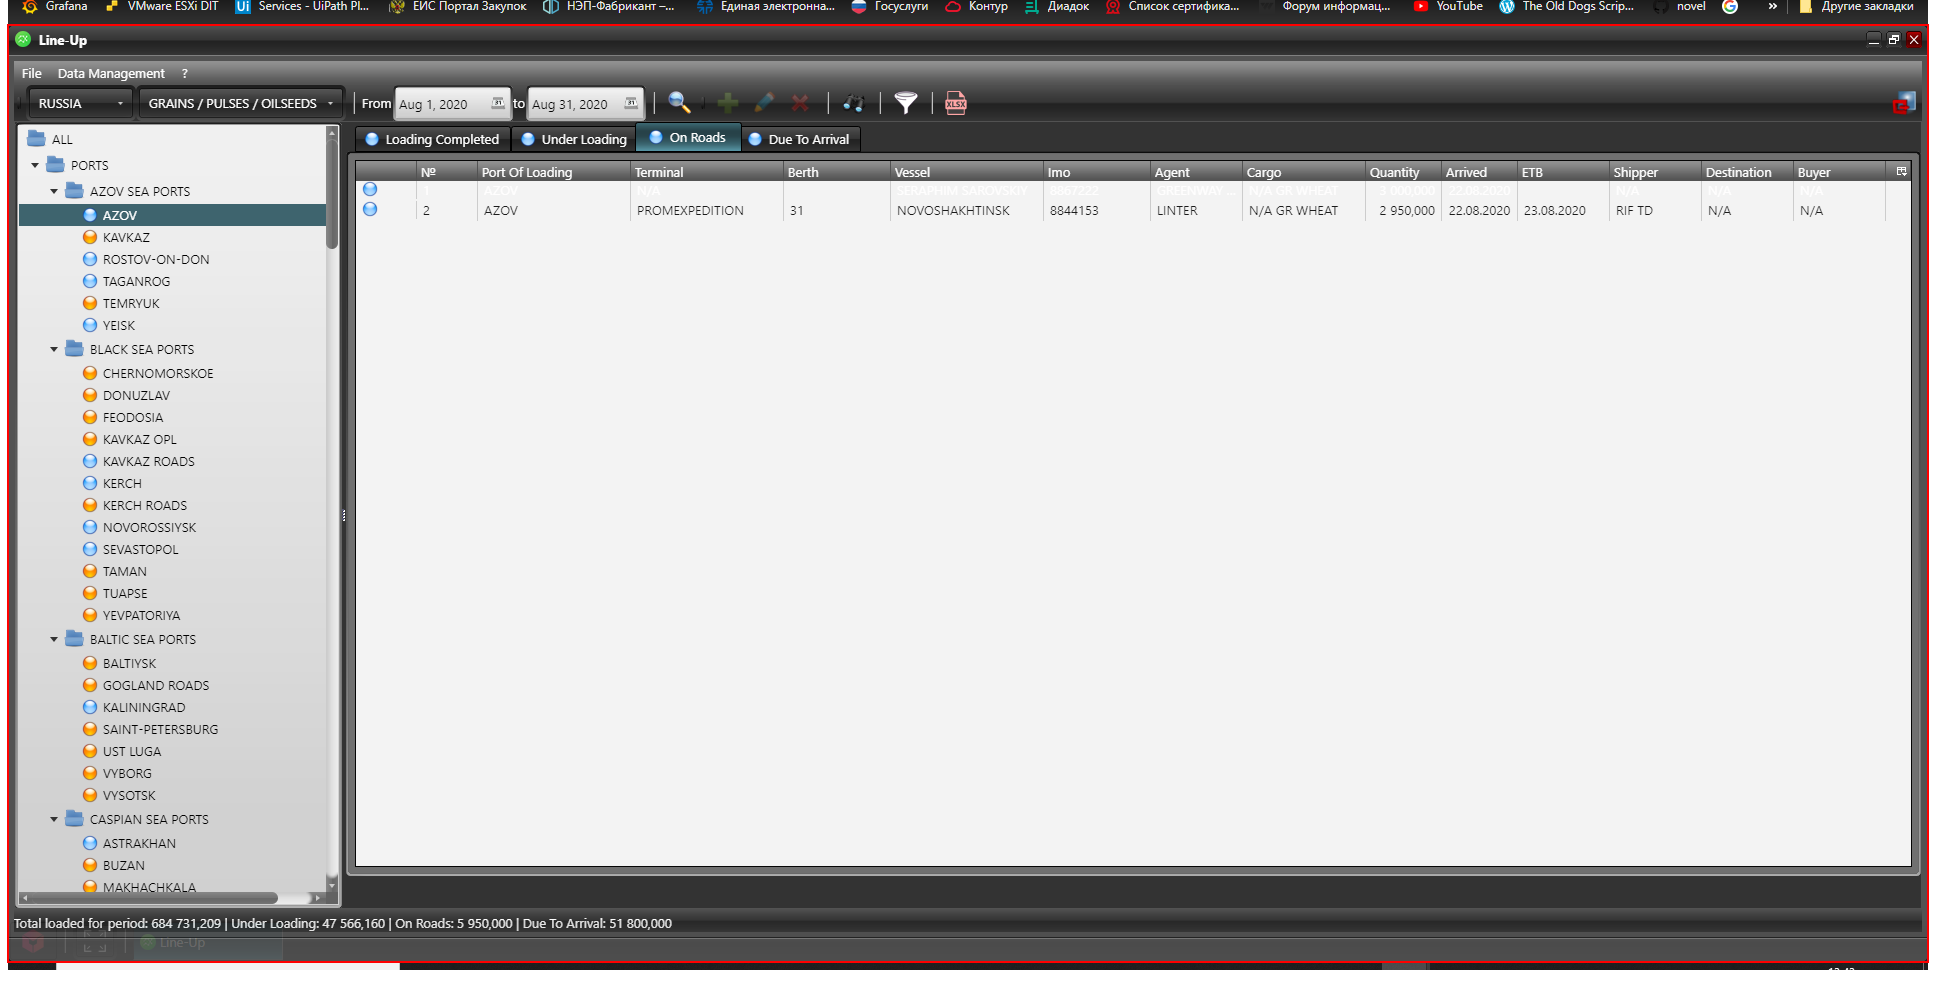 Grafana VMware ESXi DIT Ui Services - UiPath Pl... ЕИС Портал Закупок НЭП-Фабрикант –... Единая электронна... Госуслуги Контур Диадок Список сертифика... Форум информац... YouTube The Old Dogs Scrip... novel » Другие закладки
Line-Up
File Data Management ?
RUSSIA GRAINS / PULSES / OILSEEDS From Aug 1, 2020 to Aug 31, 2020 XLSX
Loading Completed Under Loading On Roads Due To Arrival
№ Port Of Loading Terminal Berth Vessel Imo Agent Cargo Quantity Arrived ETB Shipper Destination Buyer
1 AZOV N/A SERAPHIM SAROVSKIY 8867222 GREENWAY ... N/A GR WHEAT 3 000,000 22.08.2020 N/A N/A N/A
2 AZOV PROMEXPEDITION 31 NOVOSHAKHTINSK 8844153 LINTER N/A GR WHEAT 2 950,000 22.08.2020 23.08.2020 RIF TD N/A N/A
ALL
PORTS
AZOV SEA PORTS
AZOV
KAVKAZ
ROSTOV-ON-DON
TAGANROG
TEMRYUK
YEISK
BLACK SEA PORTS
CHERNOMORSKOE
DONUZLAV
FEODOSIA
KAVKAZ OPL
KAVKAZ ROADS
KERCH
KERCH ROADS
NOVOROSSIYSK
SEVASTOPOL
TAMAN
TUAPSE
YEVPATORIYA
BALTIC SEA PORTS
BALTIYSK
GOGLAND ROADS
KALININGRAD
SAINT-PETERSBURG
UST LUGA
VYBORG
VYSOTSK
CASPIAN SEA PORTS
ASTRAKHAN
BUZAN
MAKHACHKALA
Total loaded for period: 684 731,209 | Under Loading: 47 566,160 | On Roads: 5 950,000 | Due To Arrival: 51 800,000
Line-Up